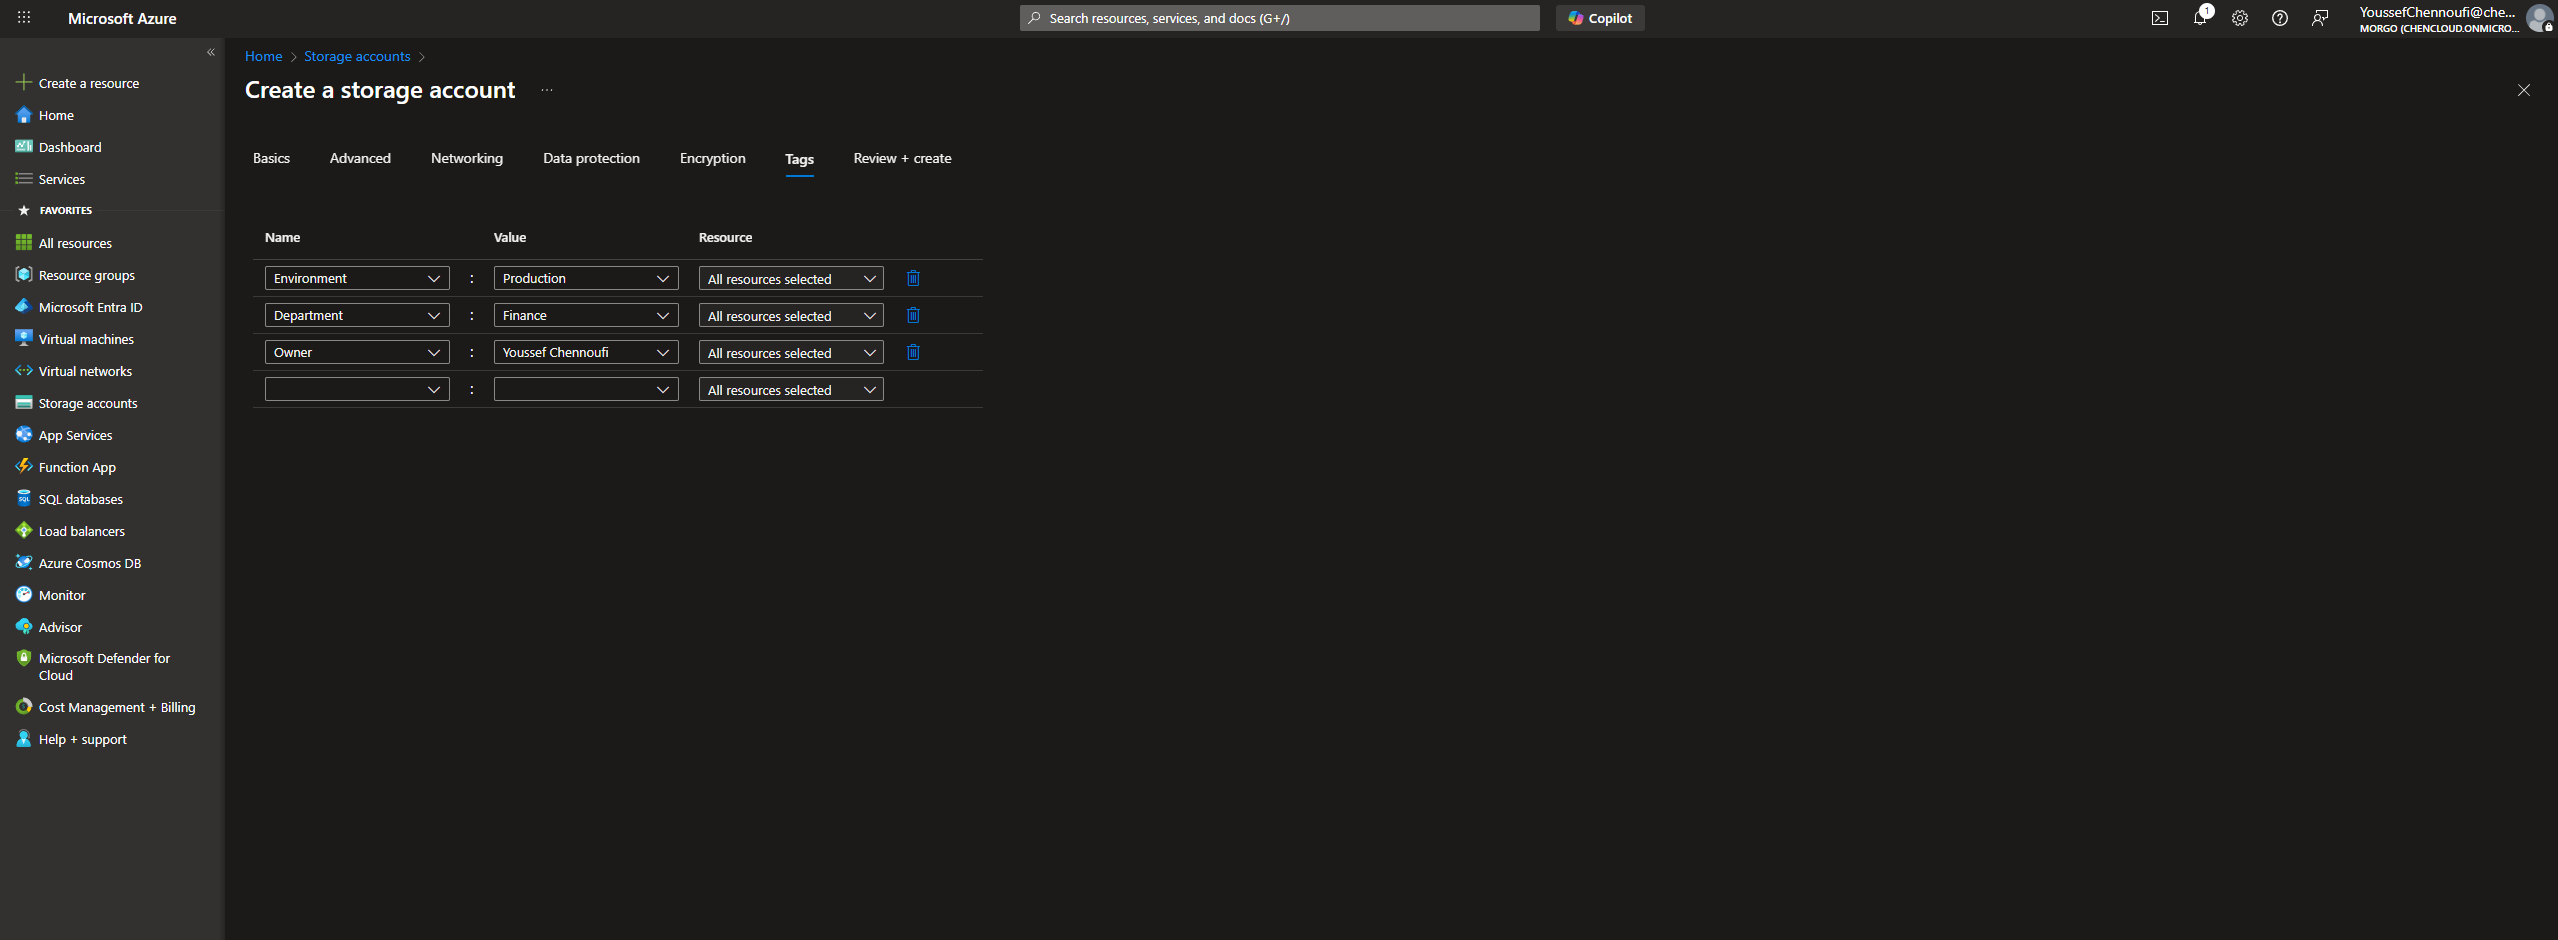 Microsoft Azure
Search resources, services, and docs (G+/)
Copilot
1
YoussefChennoufi@che...
MORGO (CHENCLOUD.ONMICRO...
«
Create a resource
Home
Dashboard
Services
FAVORITES
All resources
Resource groups
Microsoft Entra ID
Virtual machines
Virtual networks
Storage accounts
App Services
Function App
SQL databases
Load balancers
Azure Cosmos DB
Monitor
Advisor
Microsoft Defender for
Cloud
Cost Management + Billing
Help + support
Home > Storage accounts >
Create a storage account ...
Basics Advanced Networking Data protection Encryption Tags Review + create
Name Value Resource
Environment : Production All resources selected
Department : Finance All resources selected
Owner : Youssef Chennoufi All resources selected
: All resources selected